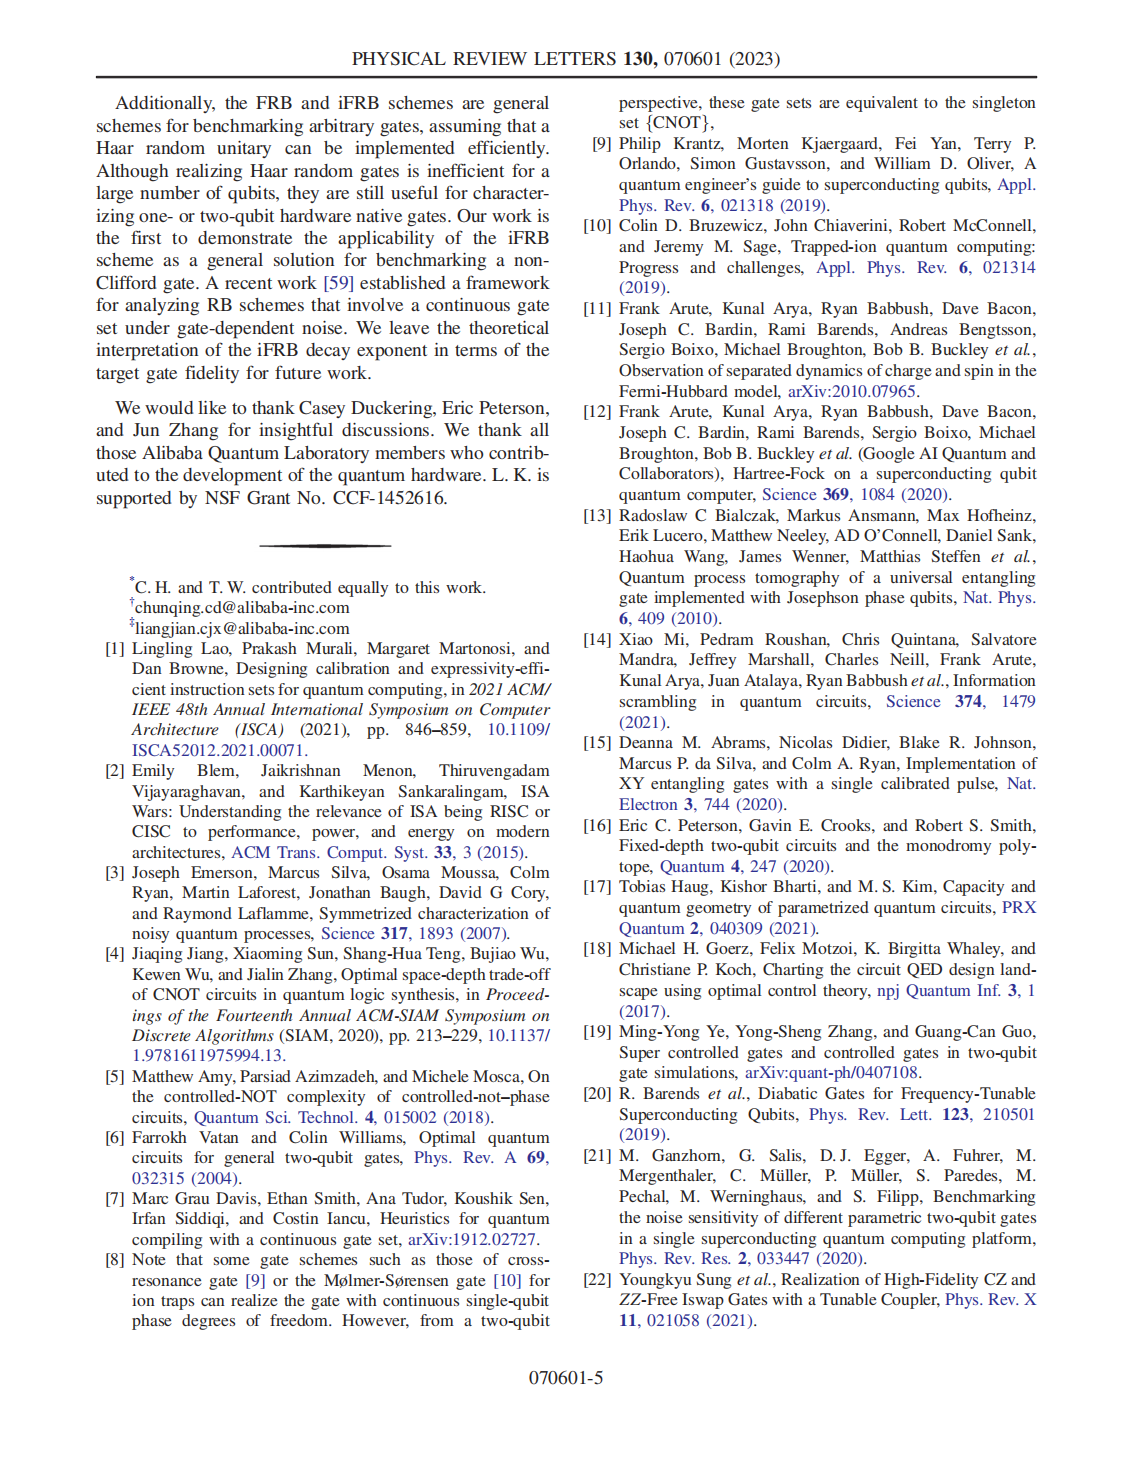 PHYSICAL REVIEW LETTERS 130, 070601 (2023)
Additionally, the FRB and iFRB schemes are general
schemes for benchmarking arbitrary gates, assuming that a
Haar random unitary can be implemented efficiently.
Although realizing Haar random gates is inefficient for a
large number of qubits, they are still useful for character-
izing one- or two-qubit hardware native gates. Our work is
the first to demonstrate the applicability of the iFRB
scheme as a general solution for benchmarking a non-
Clifford gate. A recent work [59] established a framework
for analyzing RB schemes that involve a continuous gate
set under gate-dependent noise. We leave the theoretical
interpretation of the iFRB decay exponent in terms of the
target gate fidelity for future work.
We would like to thank Casey Duckering, Eric Peterson,
and Jun Zhang for insightful discussions. We thank all
those Alibaba Quantum Laboratory members who contrib-
uted to the development of the quantum hardware. L. K. is
supported by NSF Grant No. CCF-1452616.
*C. H. and T. W. contributed equally to this work.
†chunqing.cd@alibaba-inc.com
‡liangjian.cjx@alibaba-inc.com
[1] Lingling Lao, Prakash Murali, Margaret Martonosi, and
Dan Browne, Designing calibration and expressivity-effi-
cient instruction sets for quantum computing, in 2021 ACM/
IEEE 48th Annual International Symposium on Computer
Architecture (ISCA) (2021), pp. 846–859, 10.1109/
ISCA52012.2021.00071.
[2] Emily Blem, Jaikrishnan Menon, Thiruvengadam
Vijayaraghavan, and Karthikeyan Sankaralingam, ISA
Wars: Understanding the relevance of ISA being RISC or
CISC to performance, power, and energy on modern
architectures, ACM Trans. Comput. Syst. 33, 3 (2015).
[3] Joseph Emerson, Marcus Silva, Osama Moussa, Colm
Ryan, Martin Laforest, Jonathan Baugh, David G Cory,
and Raymond Laflamme, Symmetrized characterization of
noisy quantum processes, Science 317, 1893 (2007).
[4] Jiaqing Jiang, Xiaoming Sun, Shang-Hua Teng, Bujiao Wu,
Kewen Wu, and Jialin Zhang, Optimal space-depth trade-off
of CNOT circuits in quantum logic synthesis, in Proceed-
ings of the Fourteenth Annual ACM-SIAM Symposium on
Discrete Algorithms (SIAM, 2020), pp. 213–229, 10.1137/
1.9781611975994.13.
[5] Matthew Amy, Parsiad Azimzadeh, and Michele Mosca, On
the controlled-NOT complexity of controlled-not–phase
circuits, Quantum Sci. Technol. 4, 015002 (2018).
[6] Farrokh Vatan and Colin Williams, Optimal quantum
circuits for general two-qubit gates, Phys. Rev. A 69,
032315 (2004).
[7] Marc Grau Davis, Ethan Smith, Ana Tudor, Koushik Sen,
Irfan Siddiqi, and Costin Iancu, Heuristics for quantum
compiling with a continuous gate set, arXiv:1912.02727.
[8] Note that some gate schemes such as those of cross-
resonance gate [9] or the Mølmer-Sørensen gate [10] for
ion traps can realize the gate with continuous single-qubit
phase degrees of freedom. However, from a two-qubit
perspective, these gate sets are equivalent to the singleton
set {CNOT},
[9] Philip Krantz, Morten Kjaergaard, Fei Yan, Terry P.
Orlando, Simon Gustavsson, and William D. Oliver, A
quantum engineer's guide to superconducting qubits, Appl.
Phys. Rev. 6, 021318 (2019).
[10] Colin D. Bruzewicz, John Chiaverini, Robert McConnell,
and Jeremy M. Sage, Trapped-ion quantum computing:
Progress and challenges, Appl. Phys. Rev. 6, 021314
(2019).
[11] Frank Arute, Kunal Arya, Ryan Babbush, Dave Bacon,
Joseph C. Bardin, Rami Barends, Andreas Bengtsson,
Sergio Boixo, Michael Broughton, Bob B. Buckley et al.,
Observation of separated dynamics of charge and spin in the
Fermi-Hubbard model, arXiv:2010.07965.
[12] Frank Arute, Kunal Arya, Ryan Babbush, Dave Bacon,
Joseph C. Bardin, Rami Barends, Sergio Boixo, Michael
Broughton, Bob B. Buckley et al. (Google AI Quantum and
Collaborators), Hartree-Fock on a superconducting qubit
quantum computer, Science 369, 1084 (2020).
[13] Radoslaw C Bialczak, Markus Ansmann, Max Hofheinz,
Erik Lucero, Matthew Neeley, AD O'Connell, Daniel Sank,
Haohua Wang, James Wenner, Matthias Steffen et al.,
Quantum process tomography of a universal entangling
gate implemented with Josephson phase qubits, Nat. Phys.
6, 409 (2010).
[14] Xiao Mi, Pedram Roushan, Chris Quintana, Salvatore
Mandra, Jeffrey Marshall, Charles Neill, Frank Arute,
Kunal Arya, Juan Atalaya, Ryan Babbush et al., Information
scrambling in quantum circuits, Science 374, 1479
(2021).
[15] Deanna M. Abrams, Nicolas Didier, Blake R. Johnson,
Marcus P. da Silva, and Colm A. Ryan, Implementation of
XY entangling gates with a single calibrated pulse, Nat.
Electron 3, 744 (2020).
[16] Eric C. Peterson, Gavin E. Crooks, and Robert S. Smith,
Fixed-depth two-qubit circuits and the monodromy poly-
tope, Quantum 4, 247 (2020).
[17] Tobias Haug, Kishor Bharti, and M. S. Kim, Capacity and
quantum geometry of parametrized quantum circuits, PRX
Quantum 2, 040309 (2021).
[18] Michael H. Goerz, Felix Motzoi, K. Birgitta Whaley, and
Christiane P. Koch, Charting the circuit QED design land-
scape using optimal control theory, npj Quantum Inf. 3, 1
(2017).
[19] Ming-Yong Ye, Yong-Sheng Zhang, and Guang-Can Guo,
Super controlled gates and controlled gates in two-qubit
gate simulations, arXiv:quant-ph/0407108.
[20] R. Barends et al., Diabatic Gates for Frequency-Tunable
Superconducting Qubits, Phys. Rev. Lett. 123, 210501
(2019).
[21] M. Ganzhorn, G. Salis, D. J. Egger, A. Fuhrer, M.
Mergenthaler, C. Müller, P. Müller, S. Paredes, M.
Pechal, M. Werninghaus, and S. Filipp, Benchmarking
the noise sensitivity of different parametric two-qubit gates
in a single superconducting quantum computing platform,
Phys. Rev. Res. 2, 033447 (2020).
[22] Youngkyu Sung et al., Realization of High-Fidelity CZ and
ZZ-Free Iswap Gates with a Tunable Coupler, Phys. Rev. X
11, 021058 (2021).
070601-5